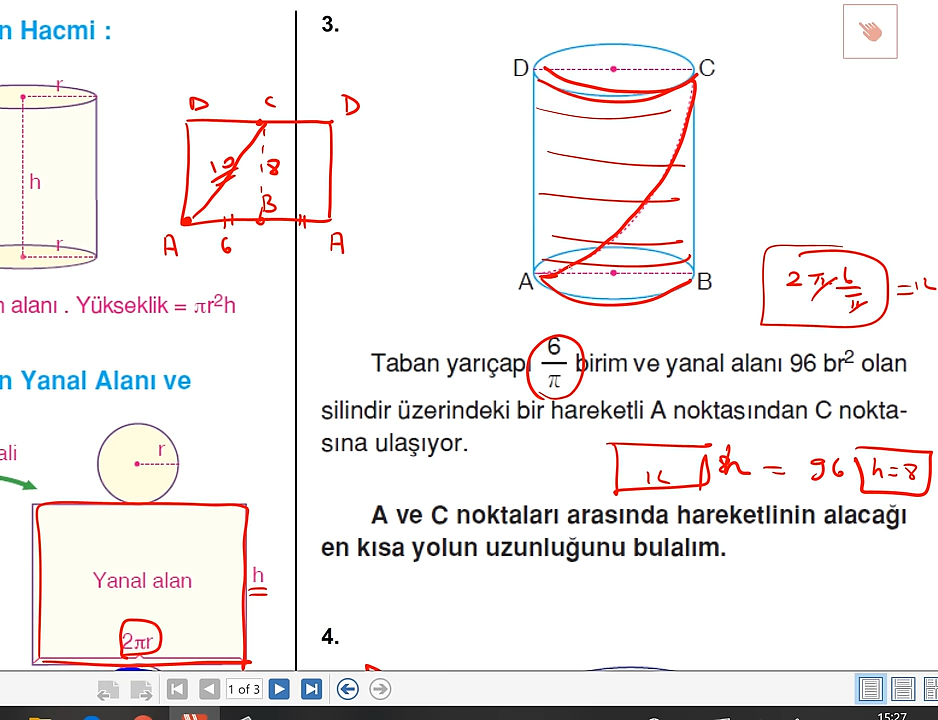 n Hacmi :
r
h
r
n alanı . Yükseklik = πr²h
n Yanal Alanı ve
ali
r
Yanal alan
h
2πr
D C D
10
8
B
A 6 A
3.
D C
A B
2π · 6/π = 12
Taban yarıçapı 6/π birim ve yanal alanı 96 br² olan
silindir üzerindeki bir hareketli A noktasından C nokta-
sına ulaşıyor.
12 h = 96 h = 8
A ve C noktaları arasında hareketlinin alacağı
en kısa yolun uzunluğunu bulalım.
4.
1 of 3
15:27